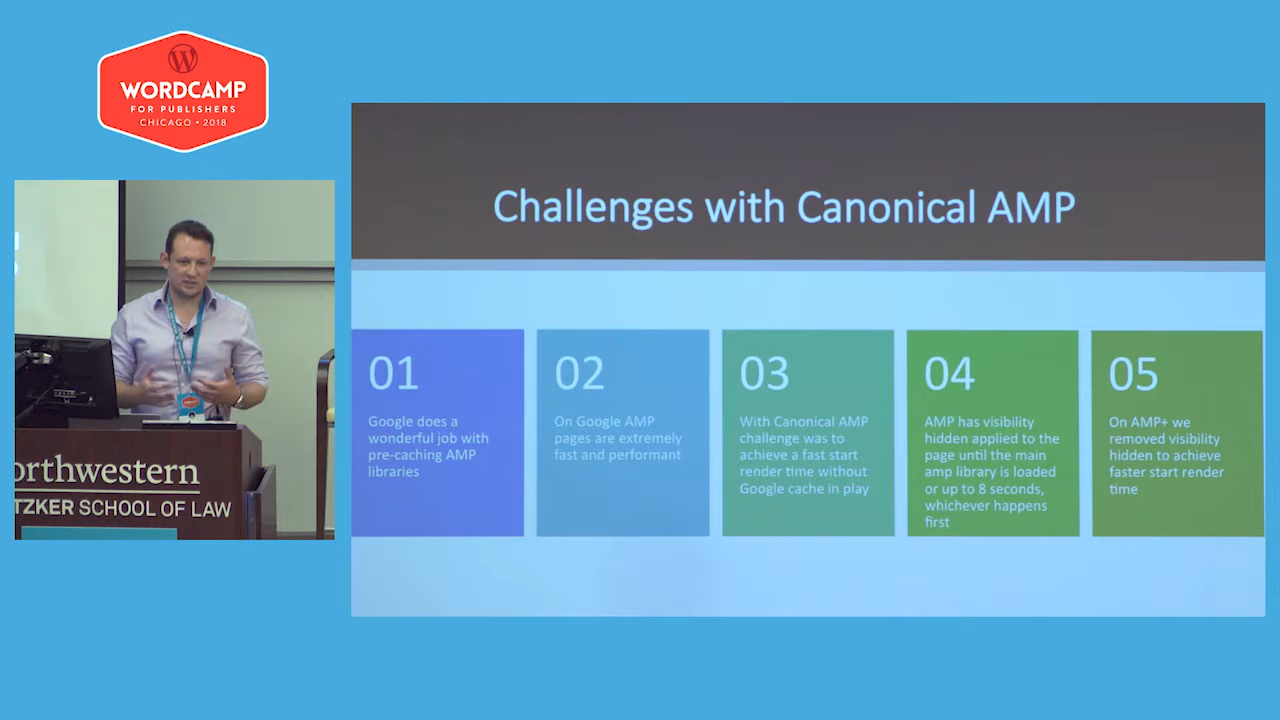 WORDCAMP
FOR PUBLISHERS
CHICAGO • 2018
Challenges with Canonical AMP
01
Google does a
wonderful job with
pre-caching AMP
libraries
02
On Google AMP
pages are extremely
fast and performant
03
With Canonical AMP
challenge was to
achieve a fast start
render time without
Google cache in play
04
AMP has visibility
hidden applied to the
page until the main
amp library is loaded
or up to 8 seconds,
whichever happens
first
05
On AMP+ we
removed visibility
hidden to achieve
faster start render
time
orthwestern
TZKER SCHOOL OF LAW